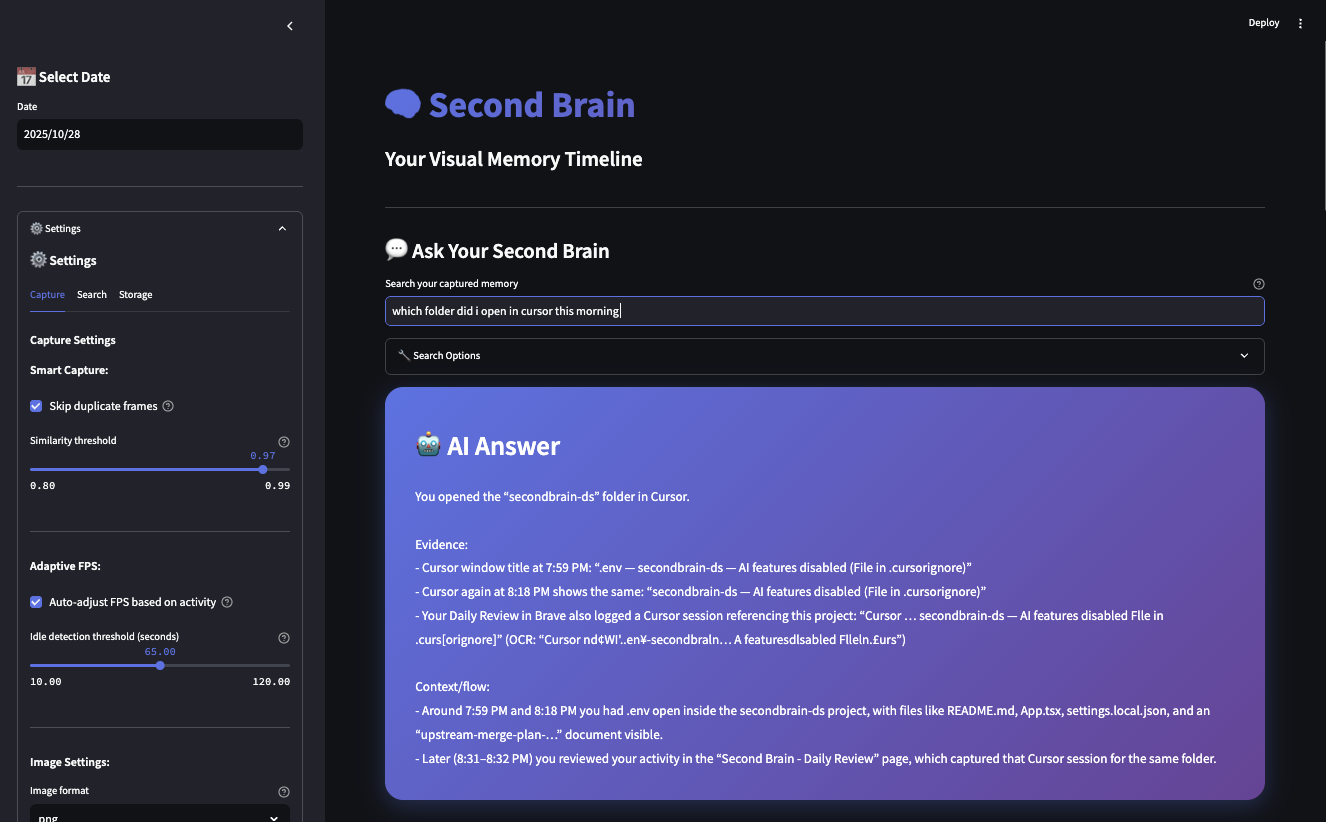 Deploy
17 Select Date
Date
2025/10/28
Settings
Settings
Capture Search Storage
Capture Settings
Smart Capture:
Skip duplicate frames
Similarity threshold
0.97
0.80 0.99
Adaptive FPS:
Auto-adjust FPS based on activity
Idle detection threshold (seconds)
65.00
10.00 120.00
Image Settings:
Image format
png
Second Brain
Your Visual Memory Timeline
Ask Your Second Brain
Search your captured memory
which folder did i open in cursor this morning
Search Options
AI Answer
You opened the “secondbrain-ds” folder in Cursor.
Evidence:
- Cursor window title at 7:59 PM: “.env — secondbrain-ds — AI features disabled (File in .cursorignore)”
- Cursor again at 8:18 PM shows the same: “secondbrain-ds — AI features disabled (File in .cursorignore)”
- Your Daily Review in Brave also logged a Cursor session referencing this project: “Cursor … secondbrain-ds — AI features disabled FIle in
.curs[orignore]” (OCR: “Cursor nd¢WI'..en¥-secondbraln… A featuresdlsabled FlleIn.£urs”)
Context/flow:
- Around 7:59 PM and 8:18 PM you had .env open inside the secondbrain-ds project, with files like README.md, App.tsx, settings.local.json, and an
“upstream-merge-plan-…” document visible.
- Later (8:31–8:32 PM) you reviewed your activity in the “Second Brain - Daily Review” page, which captured that Cursor session for the same folder.